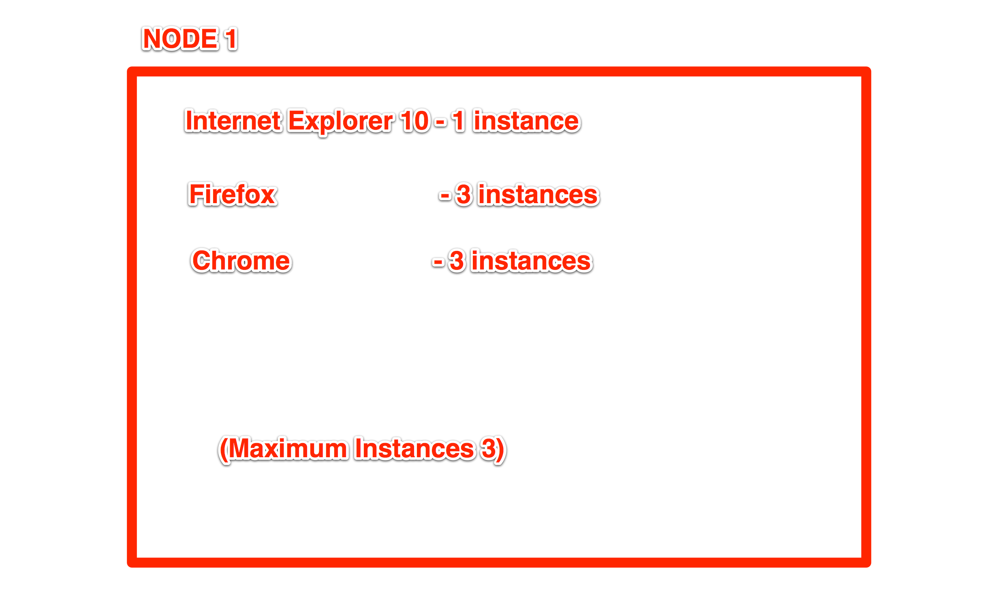 NODE 1
Internet Explorer 10 - 1 instance
Firefox - 3 instances
Chrome - 3 instances
(Maximum Instances 3)